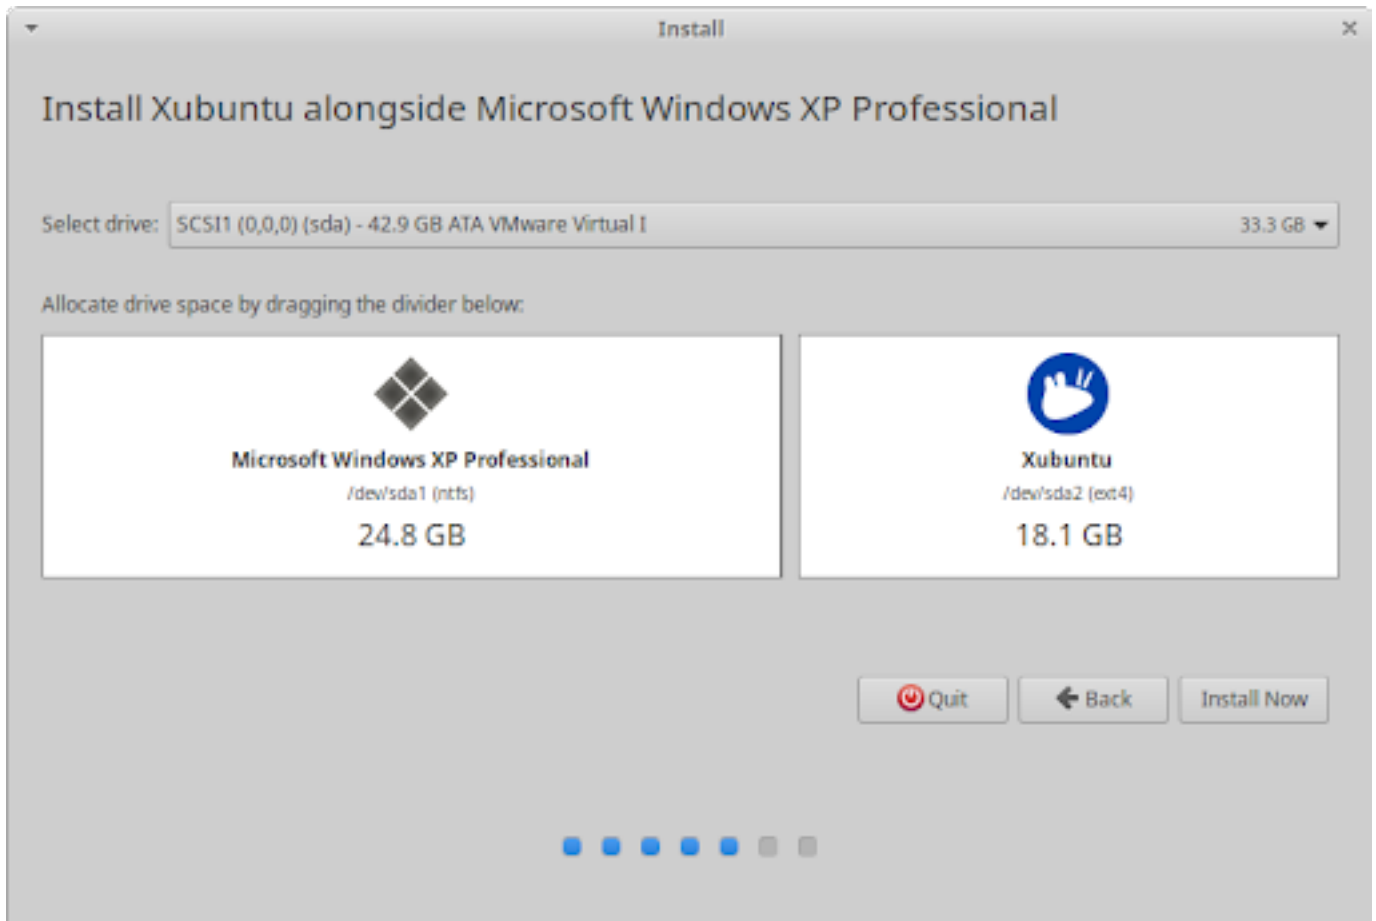 Install
Install Xubuntu alongside Microsoft Windows XP Professional
Select drive: SCSI1 (0,0,0) (sda) - 42.9 GB ATA VMware Virtual I 33.3 GB
Allocate drive space by dragging the divider below:
Microsoft Windows XP Professional
/dev/sda1 (ntfs)
24.8 GB
Xubuntu
/dev/sda2 (ext4)
18.1 GB
Quit Back Install Now